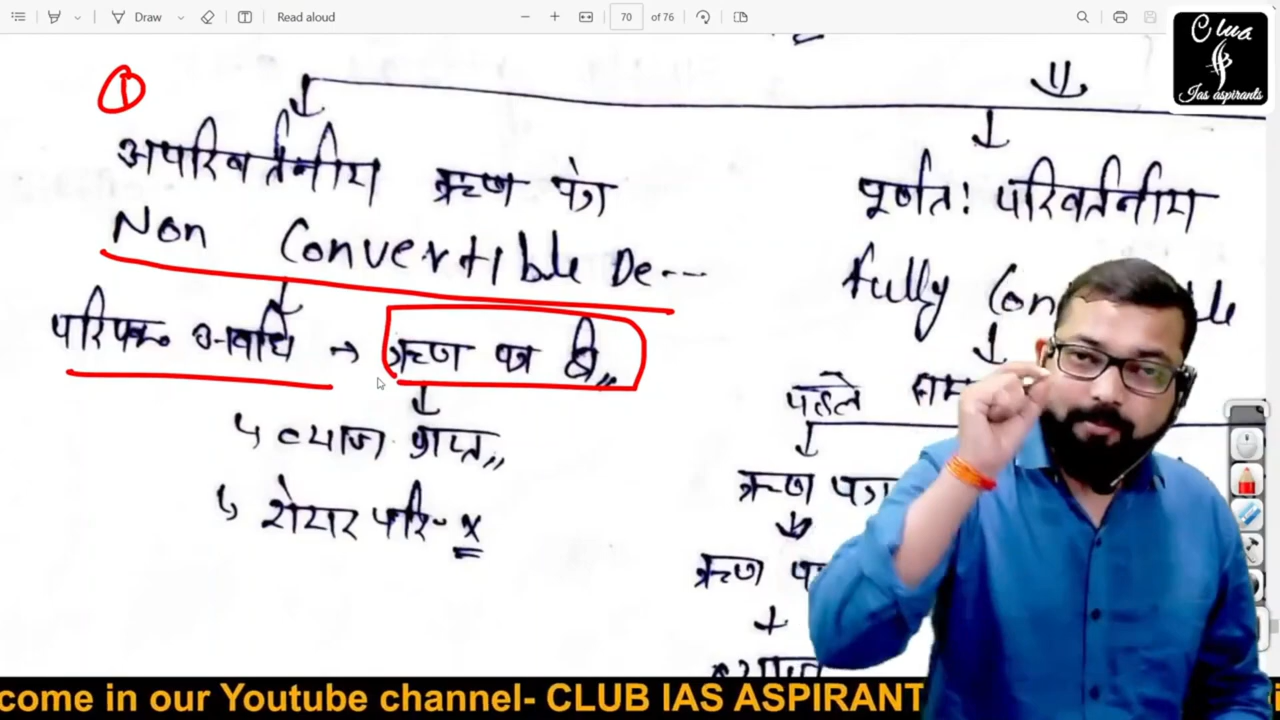 Draw
Read aloud
70 of 76
Clua
Ias aspirants
①
अपरिवर्तनीय ऋण पत्र
Non Convertible De--
परिपक्व अवधि → ऋण पत्र ही,,
↳ ब्याज प्राप्त,,
↳ शेयर परि- x
पूर्णतः परिवर्तनीय
fully Con ble
पहले
ऋण पत्र
ऋण
+
come in our Youtube channel- CLUB IAS ASPIRANT